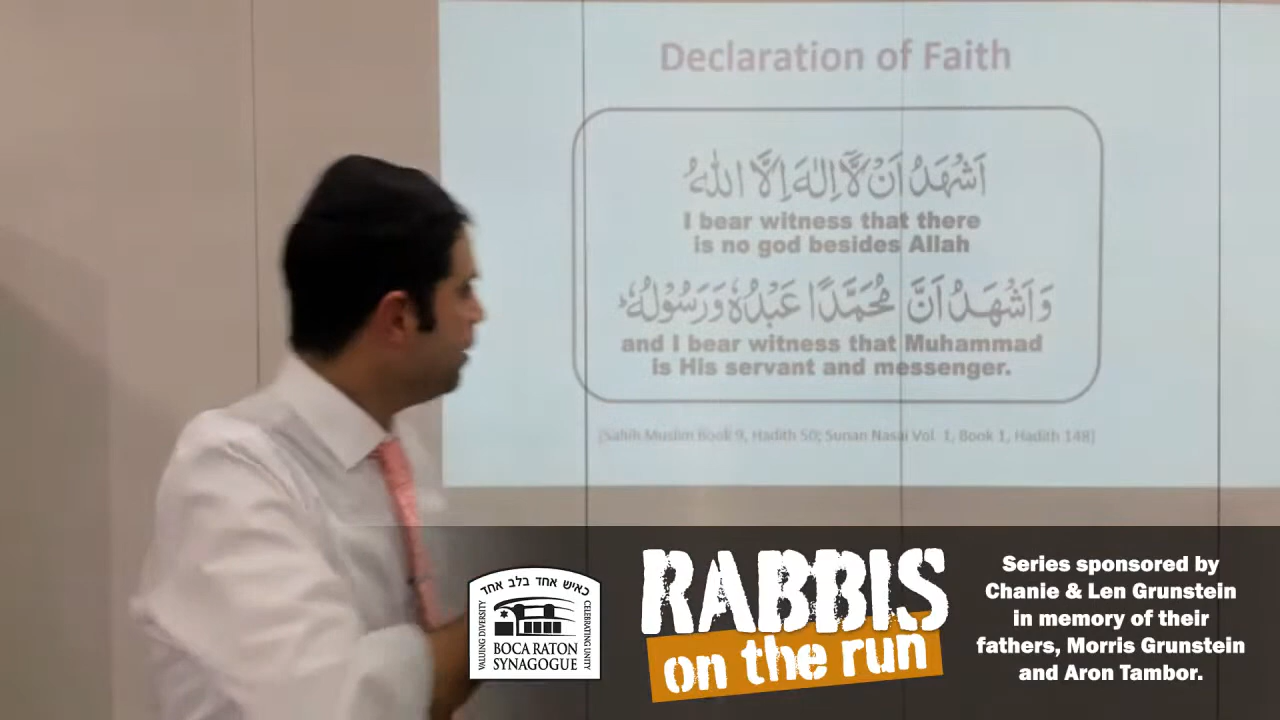 Declaration of Faith
اَشْهَدُ اَنْ لَّاۤ اِلٰهَ اِلَّا اللّٰهُ
I bear witness that there
is no god besides Allah
وَاَشْهَدُ اَنَّ مُحَمَّدًا عَبْدُهٗ وَرَسُوْلُهٗؕ
and I bear witness that Muhammad
is His servant and messenger.
[Sahih Muslim Book 9, Hadith 50; Sunan Nasai Vol. 1, Book 1, Hadith 148]
כאיש אחד בלב אחד
VALUING DIVERSITY
CELEBRATING UNITY
BOCA RATON
SYNAGOGUE
RABBIS
on the run
Series sponsored by
Chanie & Len Grunstein
in memory of their
fathers, Morris Grunstein
and Aron Tambor.